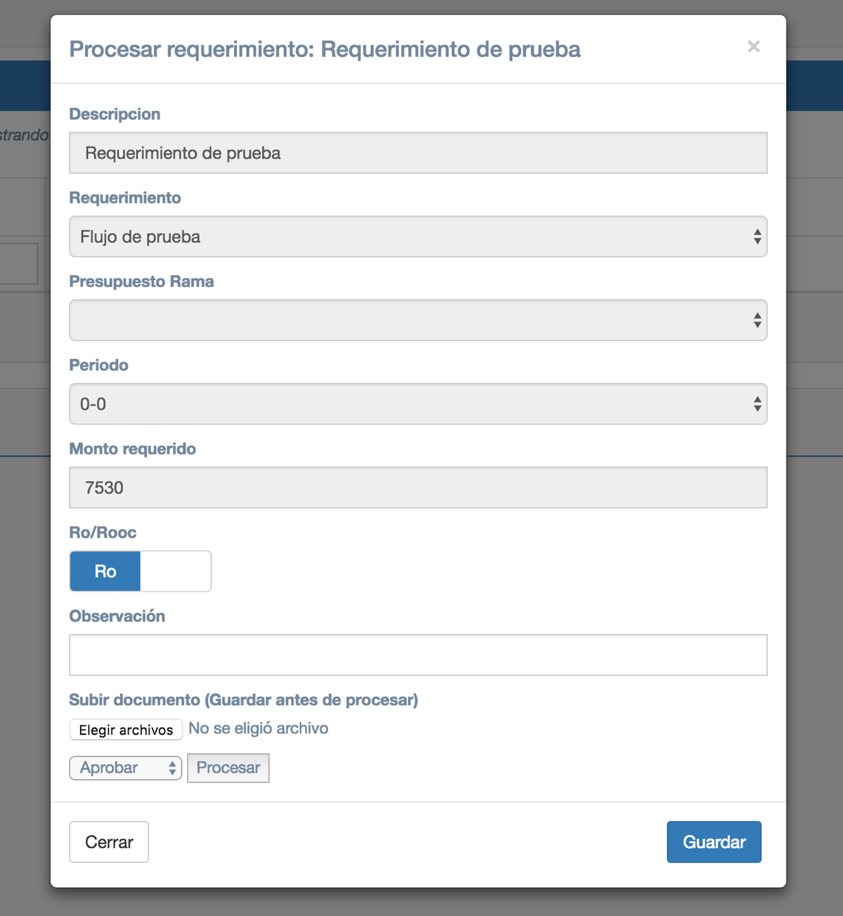 Procesar requerimiento: Requerimiento de prueba
×
strando
Descripcion
Requerimiento de prueba
Requerimiento
Flujo de prueba
Presupuesto Rama
Periodo
0-0
Monto requerido
7530
Ro/Rooc
Ro
Observación
Subir documento (Guardar antes de procesar)
Elegir archivos No se eligió archivo
Aprobar Procesar
Cerrar Guardar